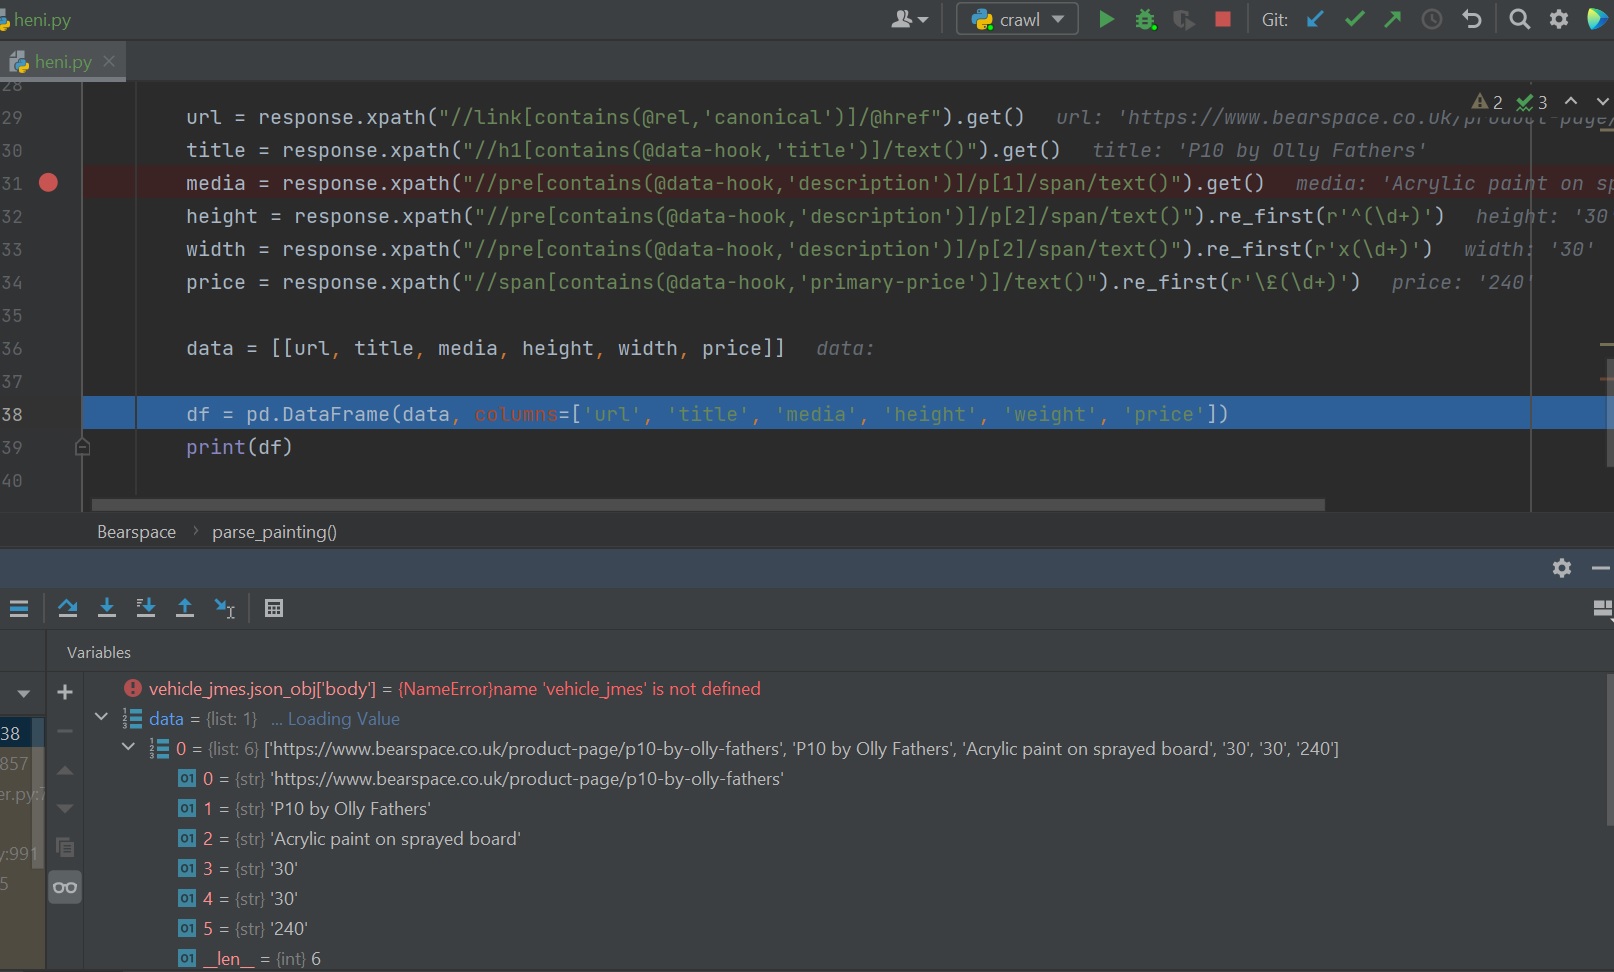 heni.py
crawl
Git:
heni.py
28
2 3
29 url = response.xpath("//link[contains(@rel,'canonical')]/@href").get() url: 'https://www.bearspace.co.uk/product-page/
30 title = response.xpath("//h1[contains(@data-hook,'title')]/text()").get() title: 'P10 by Olly Fathers'
31 media = response.xpath("//pre[contains(@data-hook,'description')]/p[1]/span/text()").get() media: 'Acrylic paint on sp
32 height = response.xpath("//pre[contains(@data-hook,'description')]/p[2]/span/text()").re_first(r'^(\d+)') height: '30
33 width = response.xpath("//pre[contains(@data-hook,'description')]/p[2]/span/text()").re_first(r'x(\d+)') width: '30'
34 price = response.xpath("//span[contains(@data-hook,'primary-price')]/text()").re_first(r'\£(\d+)') price: '240'
35
36 data = [[url, title, media, height, width, price]] data:
37
38 df = pd.DataFrame(data, columns=['url', 'title', 'media', 'height', 'weight', 'price'])
39 print(df)
40
Bearspace › parse_painting()
Variables
vehicle_jmes.json_obj['body'] = {NameError}name 'vehicle_jmes' is not defined
data = {list: 1} ... Loading Value
38
0 = {list: 6} ['https://www.bearspace.co.uk/product-page/p10-by-olly-fathers', 'P10 by Olly Fathers', 'Acrylic paint on sprayed board', '30', '30', '240']
857
0 = {str} 'https://www.bearspace.co.uk/product-page/p10-by-olly-fathers'
er.py:7
1 = {str} 'P10 by Olly Fathers'
2 = {str} 'Acrylic paint on sprayed board'
y:991
3 = {str} '30'
5
4 = {str} '30'
5 = {str} '240'
__len__ = {int} 6